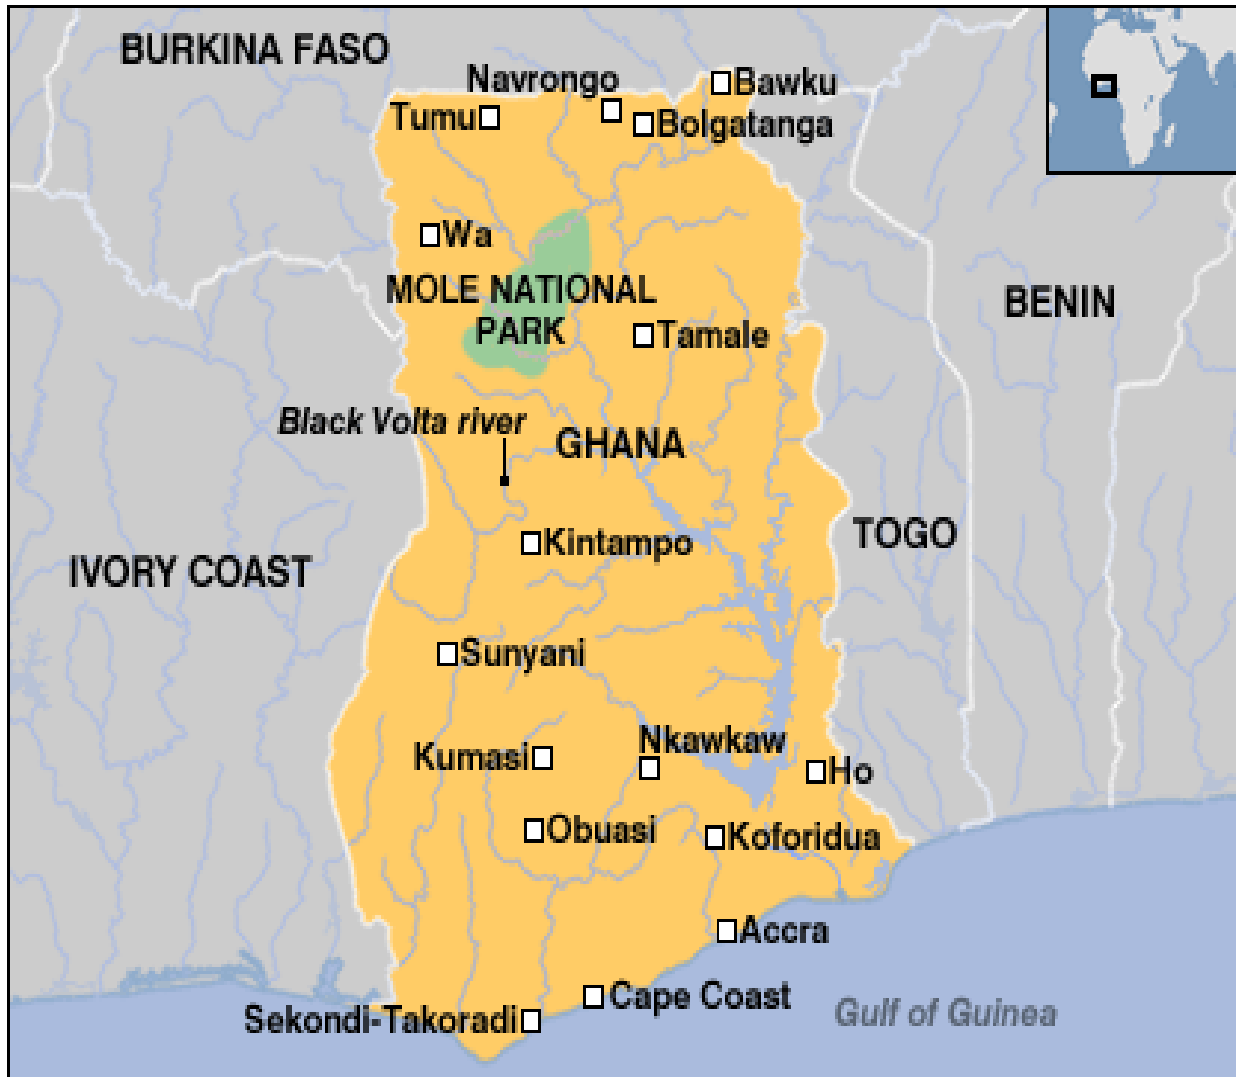 BURKINA FASO
Navrongo
Bawku
Tumu
Bolgatanga
Wa
MOLE NATIONAL
PARK
BENIN
Tamale
Black Volta river
GHANA
TOGO
Kintampo
IVORY COAST
Sunyani
Nkawkaw
Kumasi
Ho
Obuasi
Koforidua
Accra
Cape Coast
Gulf of Guinea
Sekondi-Takoradi